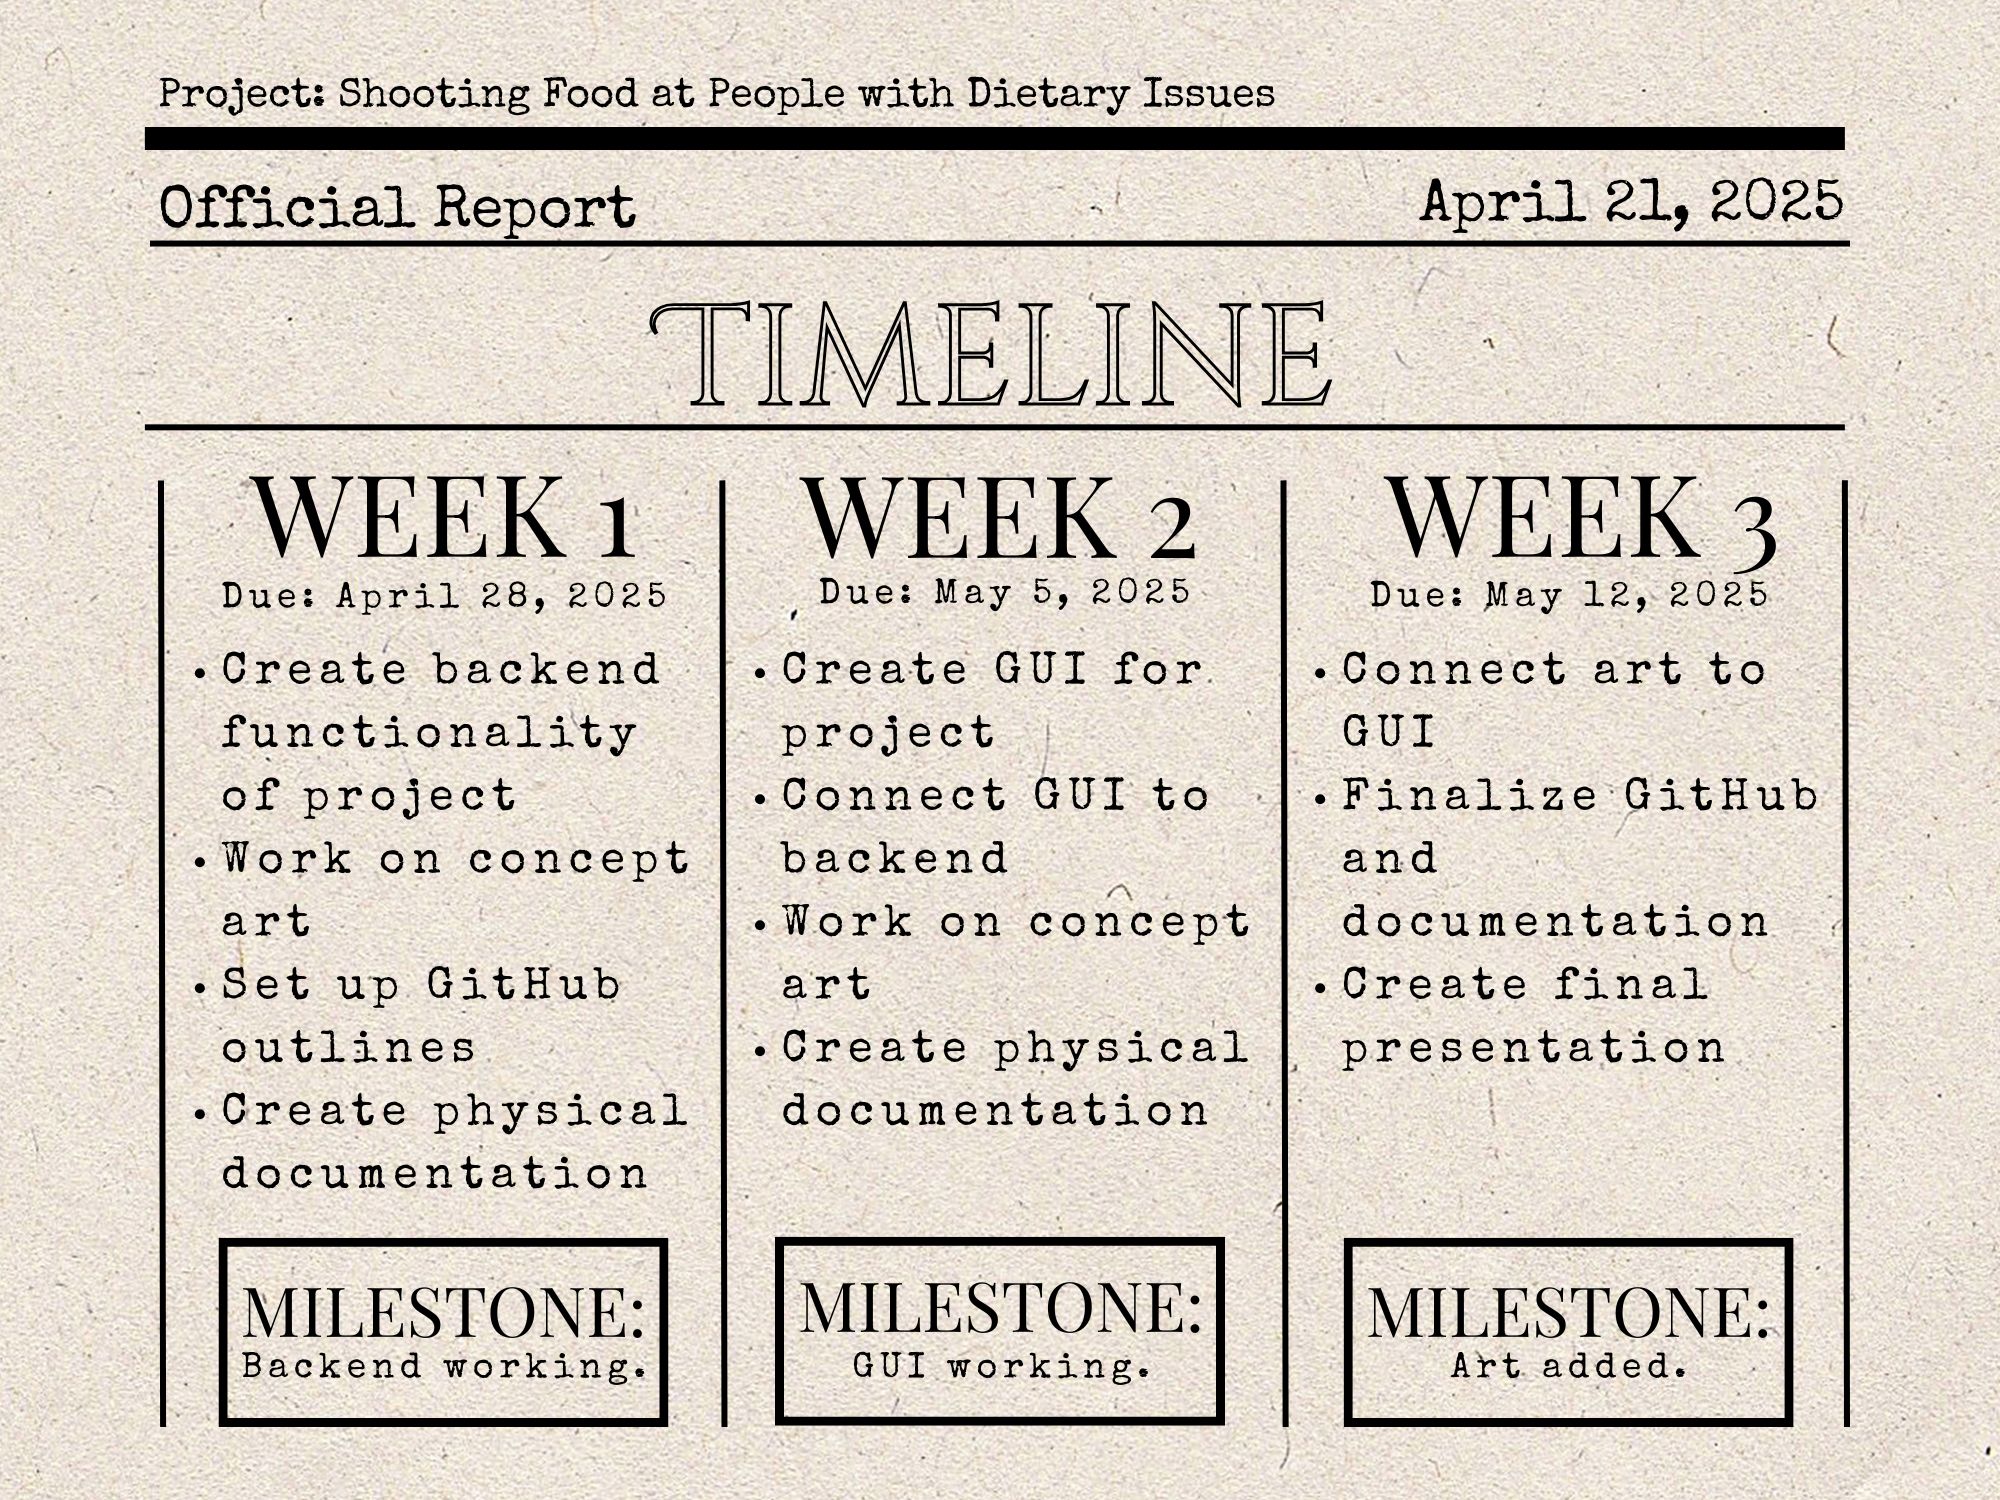 Project: Shooting Food at People with Dietary Issues
Official Report
April 21, 2025
TIMELINE
WEEK 1
Due: April 28, 2025
• Create backend
functionality
of project
• Work on concept
art
• Set up GitHub
outlines
• Create physical
documentation
MILESTONE:
Backend working.
WEEK 2
Due: May 5, 2025
• Create GUI for
project
• Connect GUI to
backend
• Work on concept
art
• Create physical
documentation
MILESTONE:
GUI working.
WEEK 3
Due: May 12, 2025
• Connect art to
GUI
• Finalize GitHub
and
documentation
• Create final
presentation
MILESTONE:
Art added.